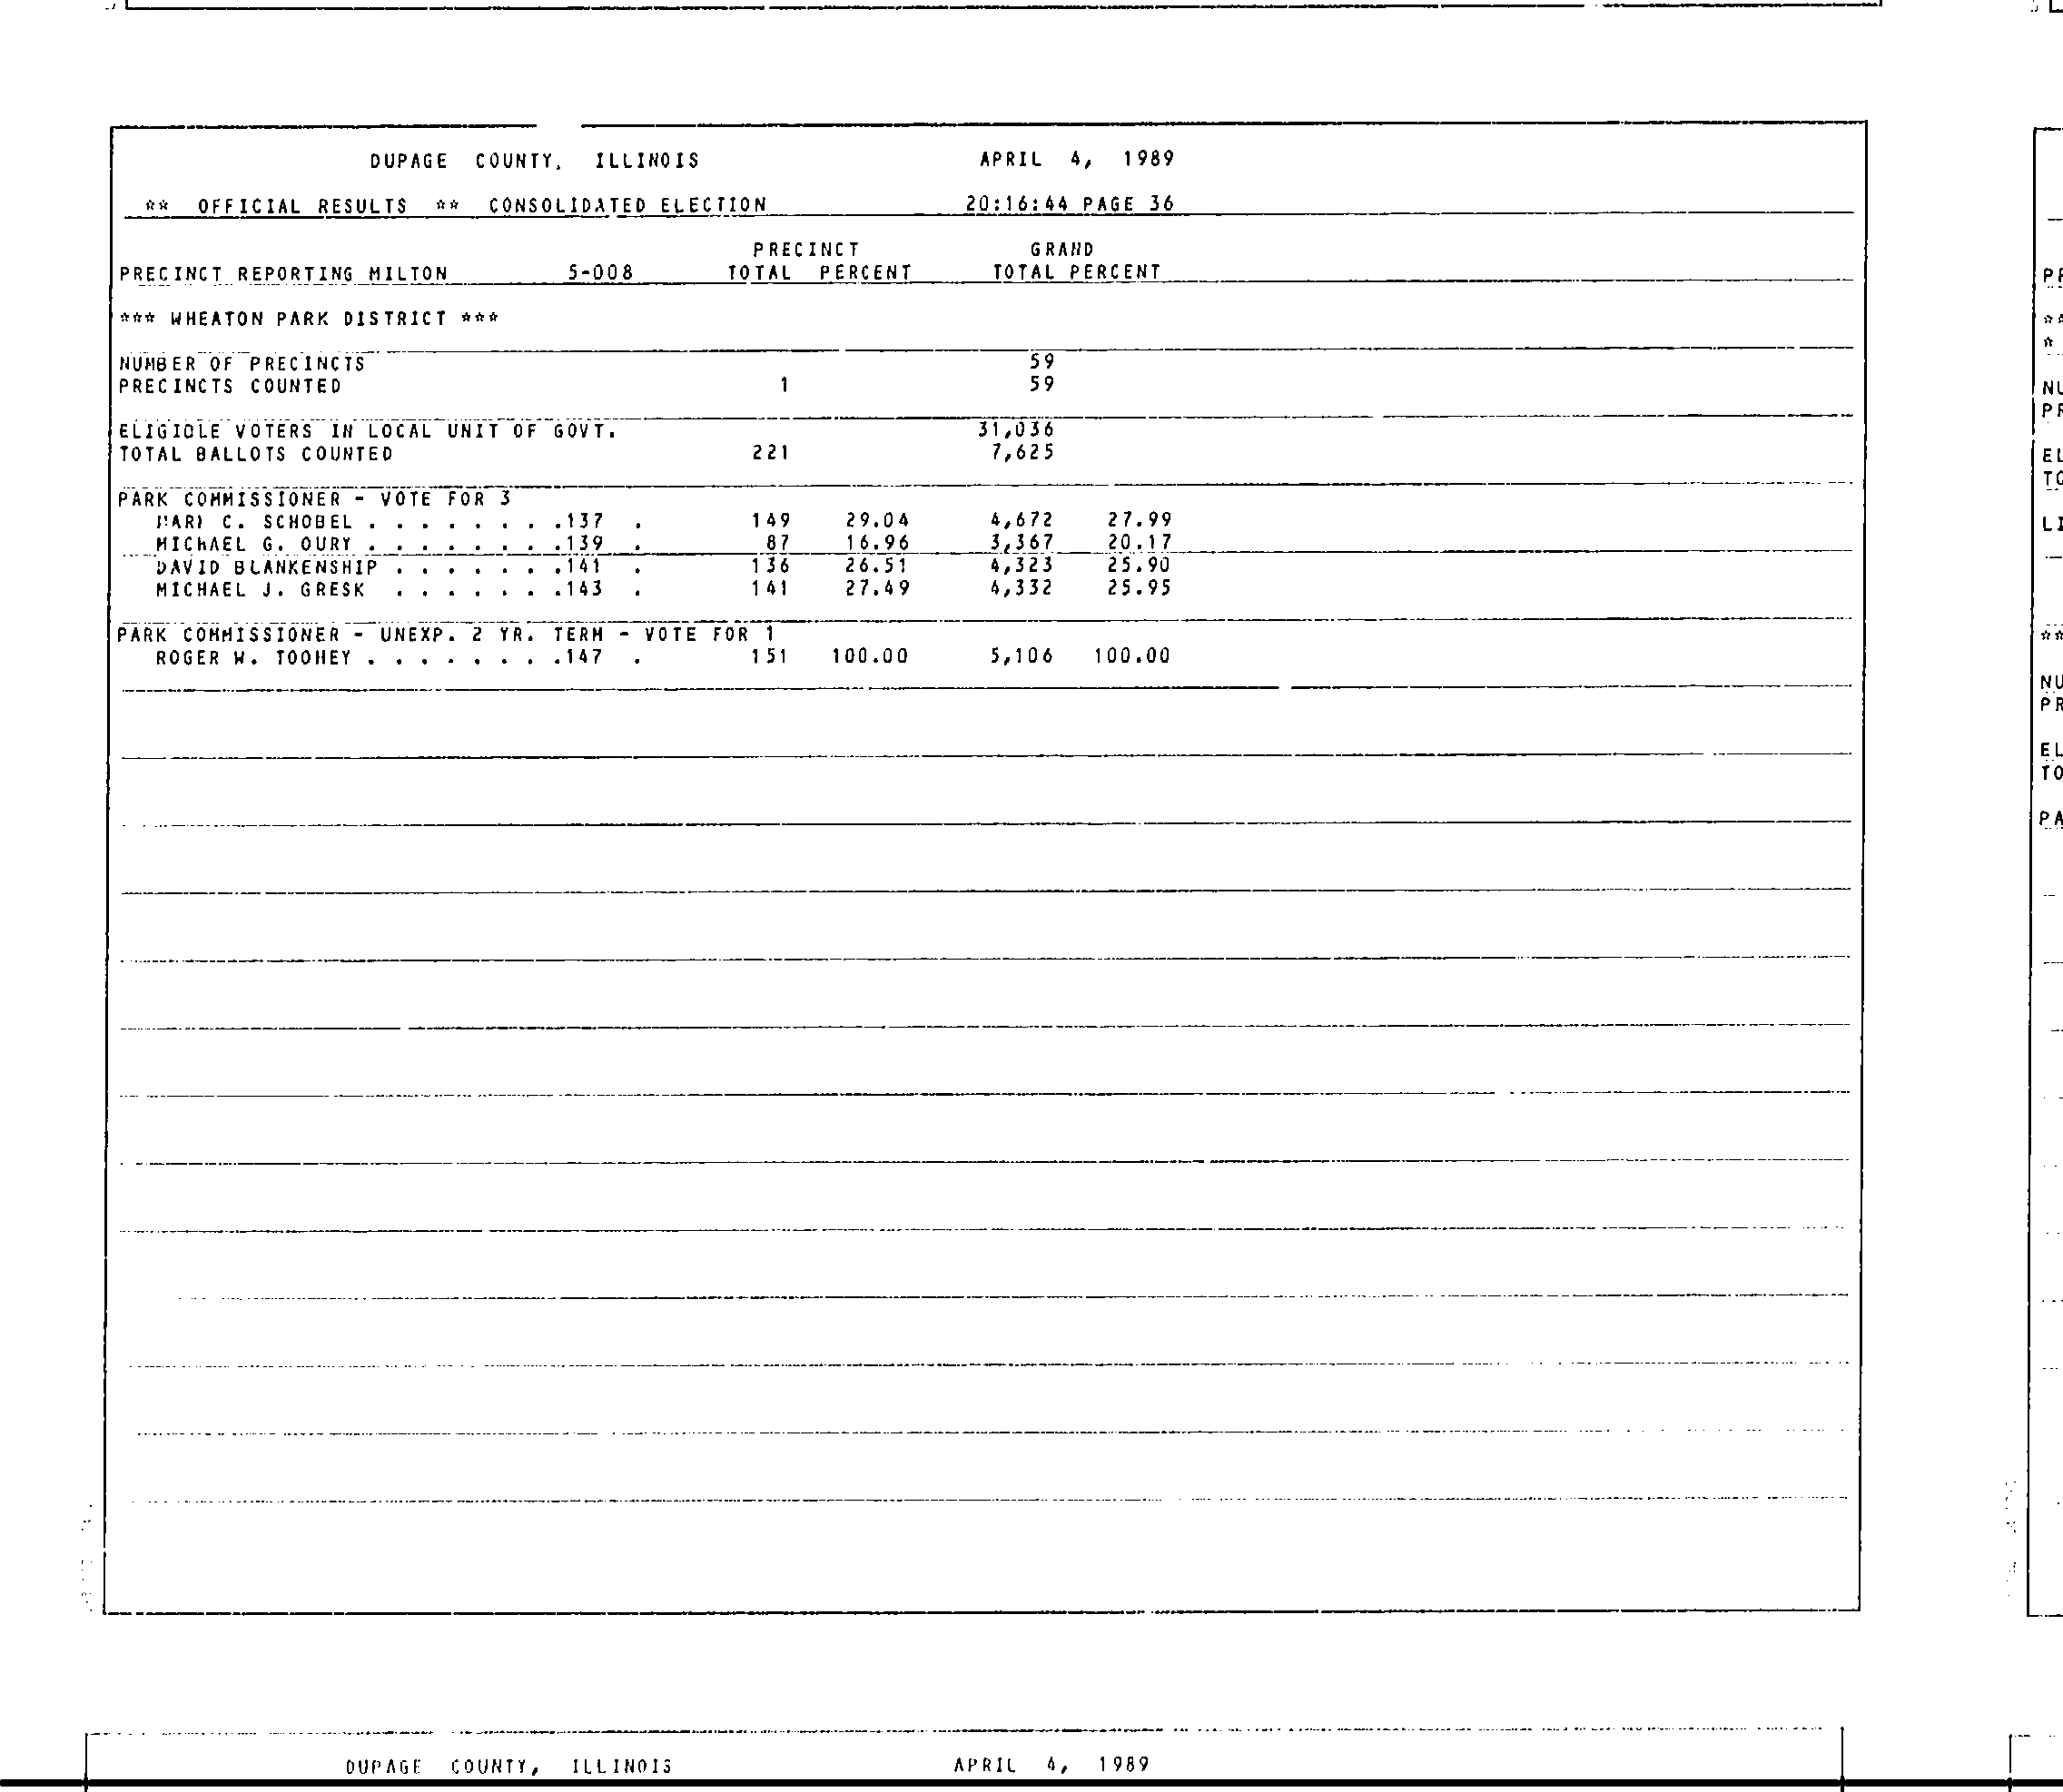 DUPAGE COUNTY, ILLINOIS APRIL 4, 1989
** OFFICIAL RESULTS ** CONSOLIDATED ELECTION 20:16:44 PAGE 36
PRECINCT GRAND
PRECINCT REPORTING MILTON 5-008 TOTAL PERCENT TOTAL PERCENT
*** WHEATON PARK DISTRICT ***
NUMBER OF PRECINCTS 59
PRECINCTS COUNTED 1 59
ELIGIBLE VOTERS IN LOCAL UNIT OF GOVT. 31,036
TOTAL BALLOTS COUNTED 221 7,625
PARK COMMISSIONER - VOTE FOR 3
C. SCHOBEL . . . . . . . .137 . 149 29.04 4,672 27.99
MICHAEL G. OURY . . . . . . . .139 . 87 16.96 3,367 20.17
DAVID BLANKENSHIP . . . . . . .141 . 136 26.51 4,323 25.90
MICHAEL J. GRESK . . . . . . .143 . 141 27.49 4,332 25.95
PARK COMMISSIONER - UNEXP. 2 YR. TERM - VOTE FOR 1
ROGER W. TOOHEY . . . . . . . .147 . 151 100.00 5,106 100.00
DUPAGE COUNTY, ILLINOIS APRIL 4, 1989